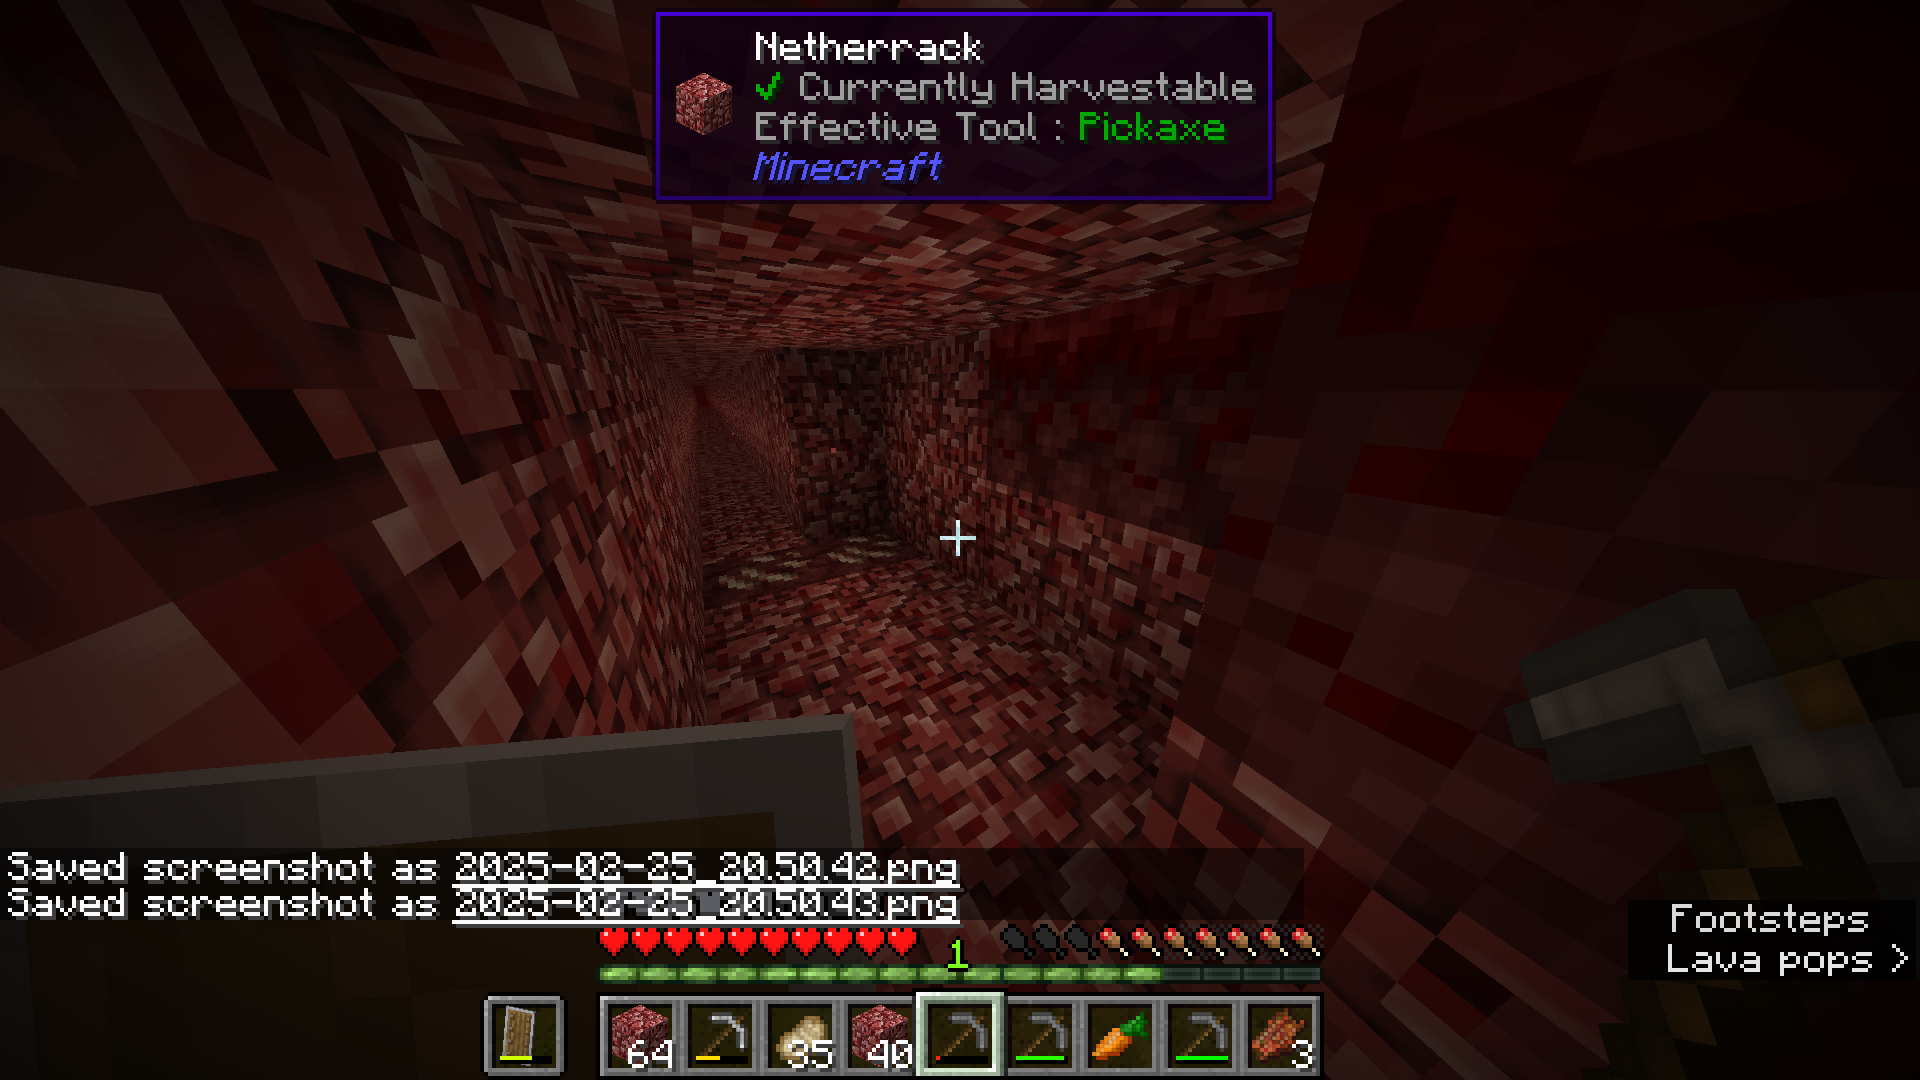 Netherrack
✓ Currently Harvestable
Effective Tool : Pickaxe
Minecraft
Saved screenshot as 2025-02-25_20.50.42.png
Saved screenshot as 2025-02-25_20.50.43.png
Footsteps
Lava pops >
1
64
35
40
3